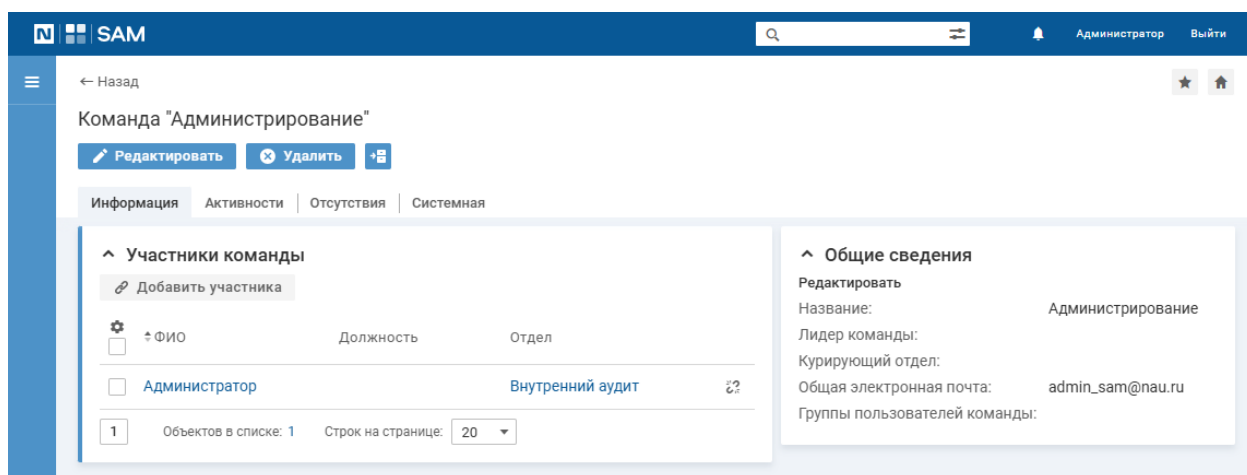 N SAM Администратор Выйти
← Назад
Команда "Администрирование"
Редактировать Удалить
Информация Активности Отсутствия Системная
Участники команды
Добавить участника
ФИО Должность Отдел
Администратор Внутренний аудит
1 Объектов в списке: 1 Строк на странице: 20
Общие сведения
Редактировать
Название: Администрирование
Лидер команды:
Курирующий отдел:
Общая электронная почта: admin_sam@nau.ru
Группы пользователей команды: